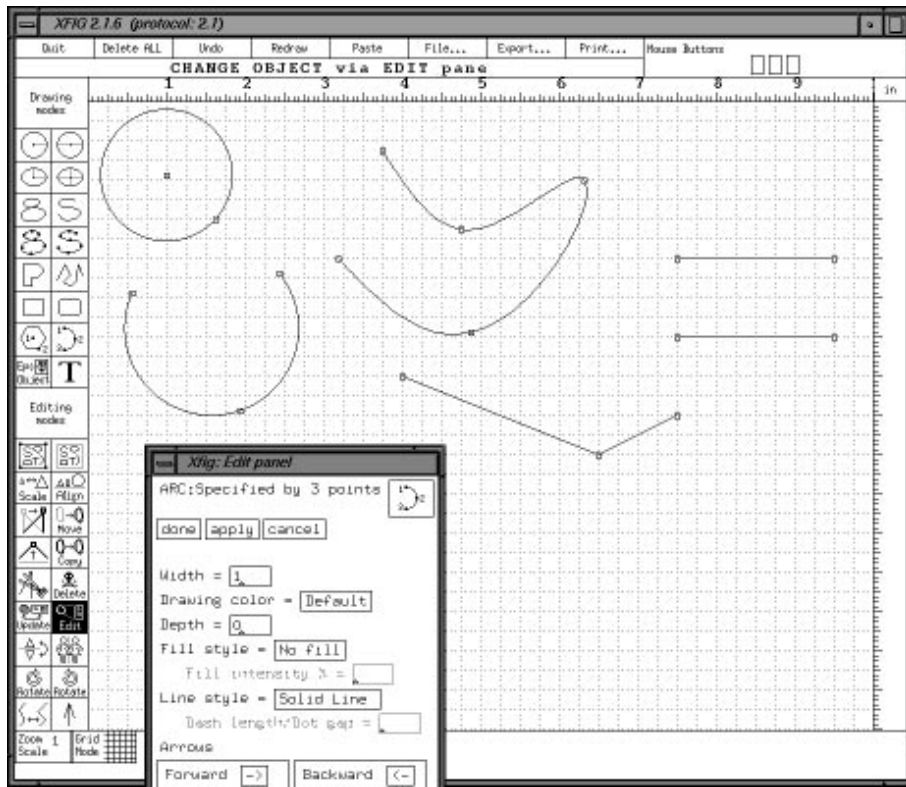 XFIG 2.1.6 (protocol: 2.1)
Quit Delete ALL Undo Redraw Paste File... Export... Print... Mouse Buttons
CHANGE OBJECT via EDIT pane
1 2 3 4 5 6 7 8 9 1 in
Drawing
modes
Eps
Object T
Editing
modes
Scale Align
Move
Copy
Delete
Update Edit
Rotate Rotate
Zoom 1
Scale
Grid
Mode
Xfig: Edit panel
ARC:Specified by 3 points
done apply cancel
Width = 1
Drawing color = Default
Depth = 0
Fill style = No fill
Fill intensity % =
Line style = Solid Line
Dash length/Dot gap =
Arrows
Forward -> Backward <-